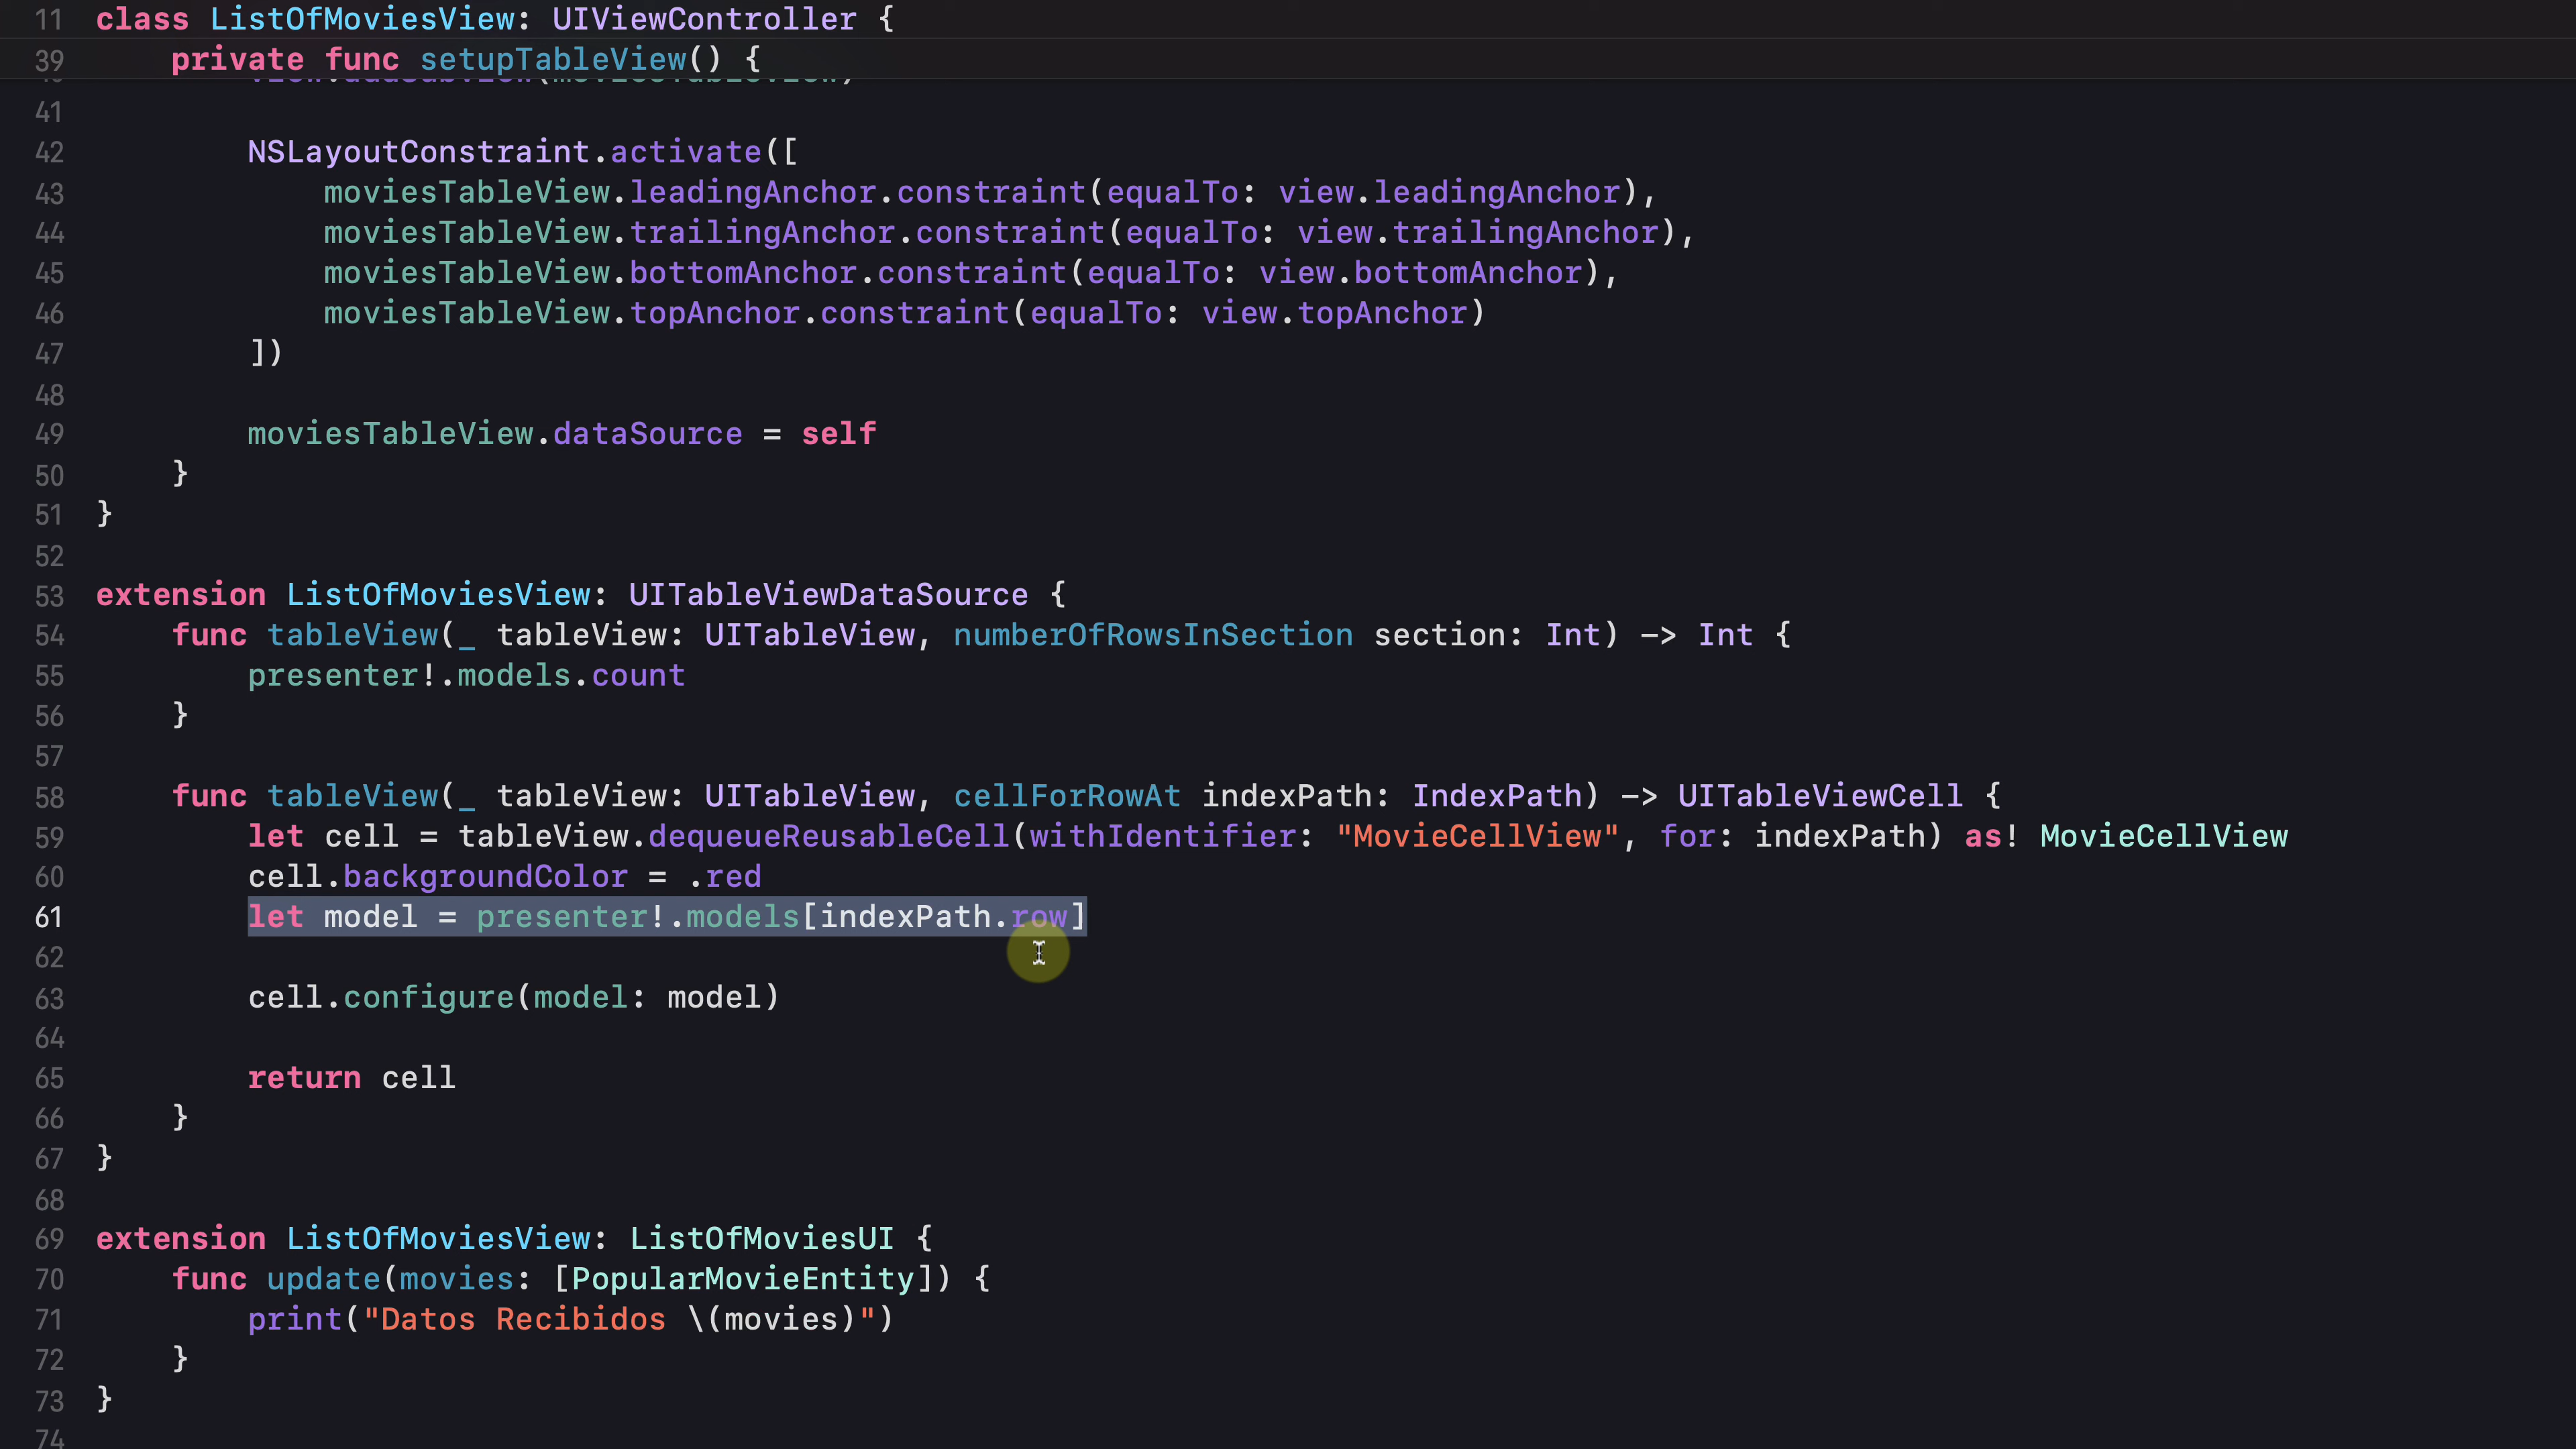 11 class ListOfMoviesView: UIViewController {
39 private func setupTableView() {
41
42 NSLayoutConstraint.activate([
43 moviesTableView.leadingAnchor.constraint(equalTo: view.leadingAnchor),
44 moviesTableView.trailingAnchor.constraint(equalTo: view.trailingAnchor),
45 moviesTableView.bottomAnchor.constraint(equalTo: view.bottomAnchor),
46 moviesTableView.topAnchor.constraint(equalTo: view.topAnchor)
47 ])
48
49 moviesTableView.dataSource = self
50 }
51 }
52
53 extension ListOfMoviesView: UITableViewDataSource {
54 func tableView(_ tableView: UITableView, numberOfRowsInSection section: Int) -> Int {
55 presenter!.models.count
56 }
57
58 func tableView(_ tableView: UITableView, cellForRowAt indexPath: IndexPath) -> UITableViewCell {
59 let cell = tableView.dequeueReusableCell(withIdentifier: "MovieCellView", for: indexPath) as! MovieCellView
60 cell.backgroundColor = .red
61 let model = presenter!.models[indexPath.row]
62
63 cell.configure(model: model)
64
65 return cell
66 }
67 }
68
69 extension ListOfMoviesView: ListOfMoviesUI {
70 func update(movies: [PopularMovieEntity]) {
71 print("Datos Recibidos \(movies)")
72 }
73 }
74